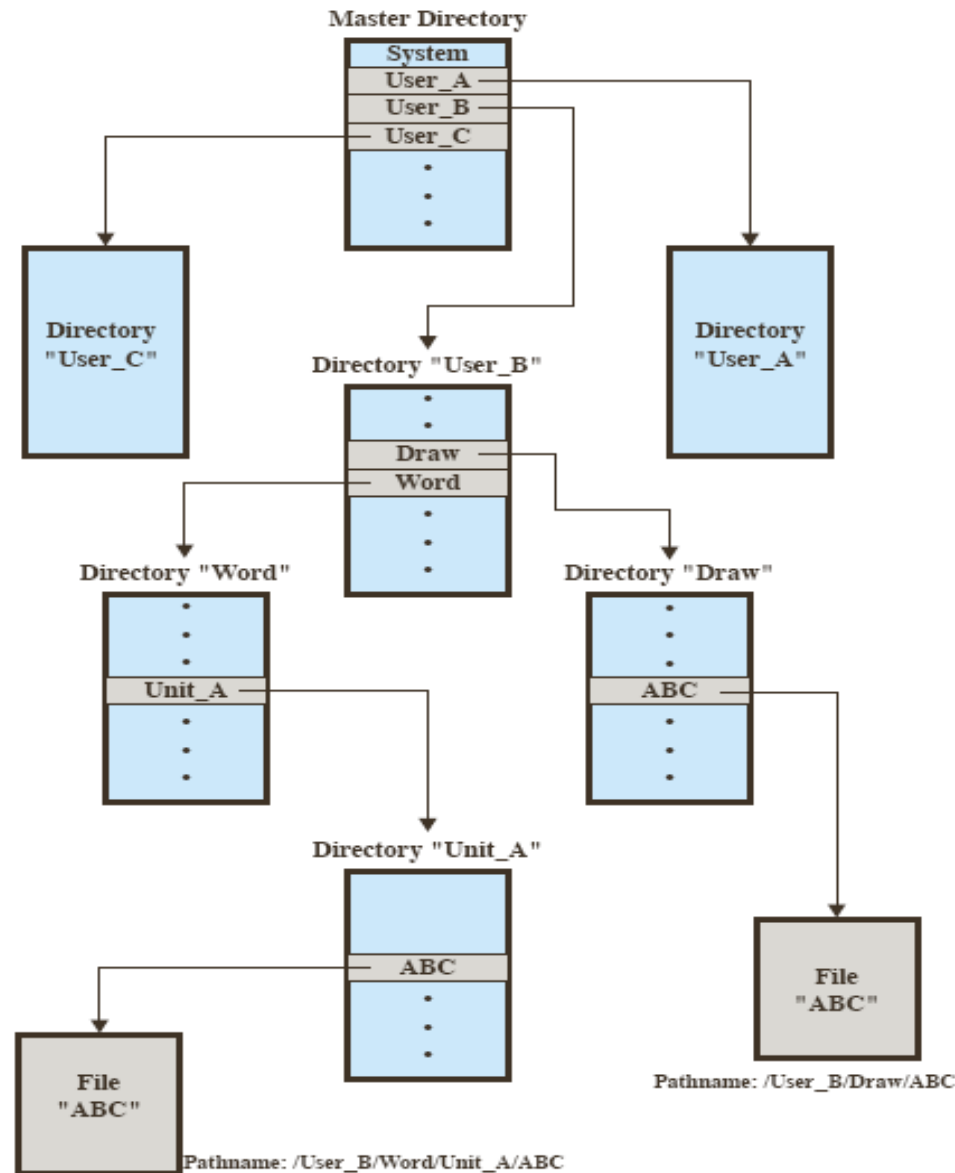 Master Directory
System
User_A
User_B
User_C
Directory
"User_C"
Directory
"User_A"
Directory "User_B"
Draw
Word
Directory "Word"
Directory "Draw"
Unit_A
ABC
Directory "Unit_A"
ABC
File
"ABC"
Pathname: /User_B/Draw/ABC
File
"ABC"
Pathname: /User_B/Word/Unit_A/ABC